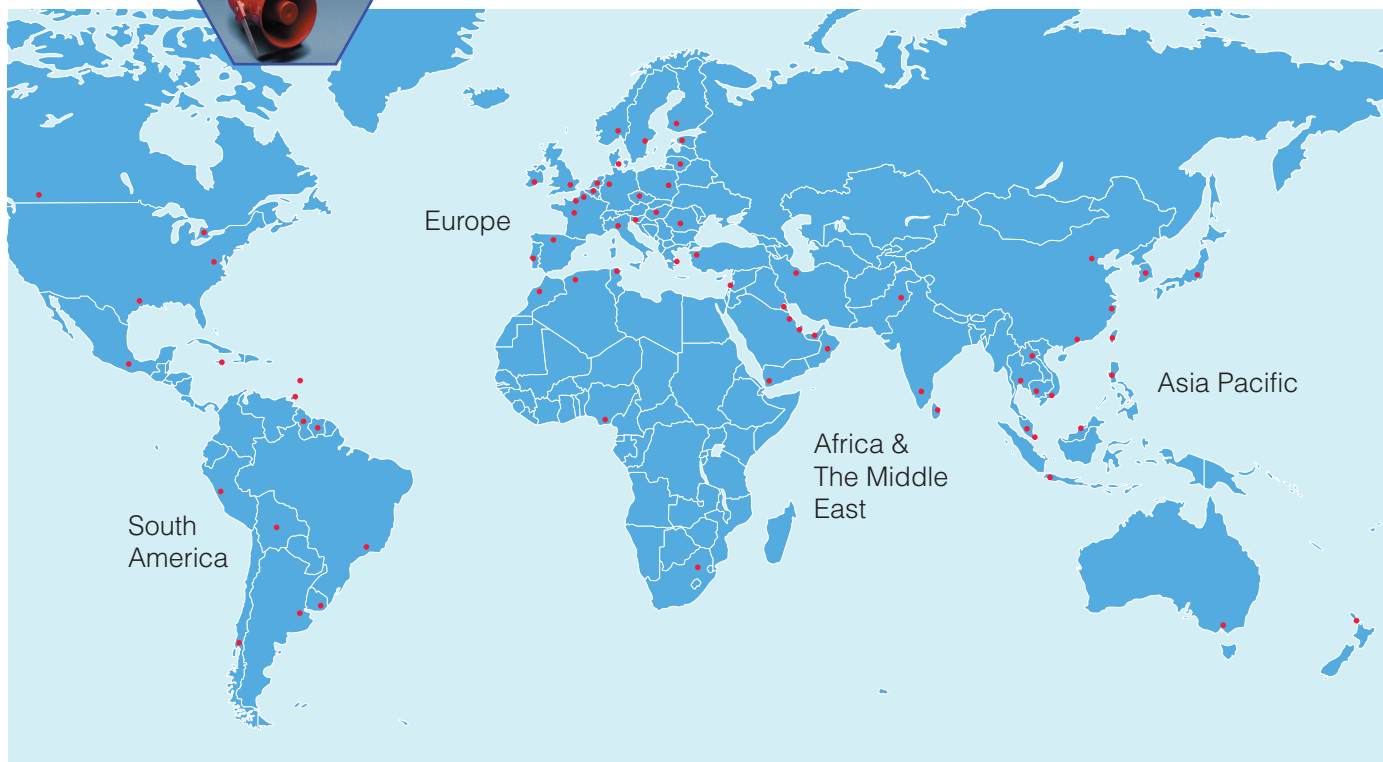 Europe
Asia Pacific
Africa &
The Middle
East
South
America